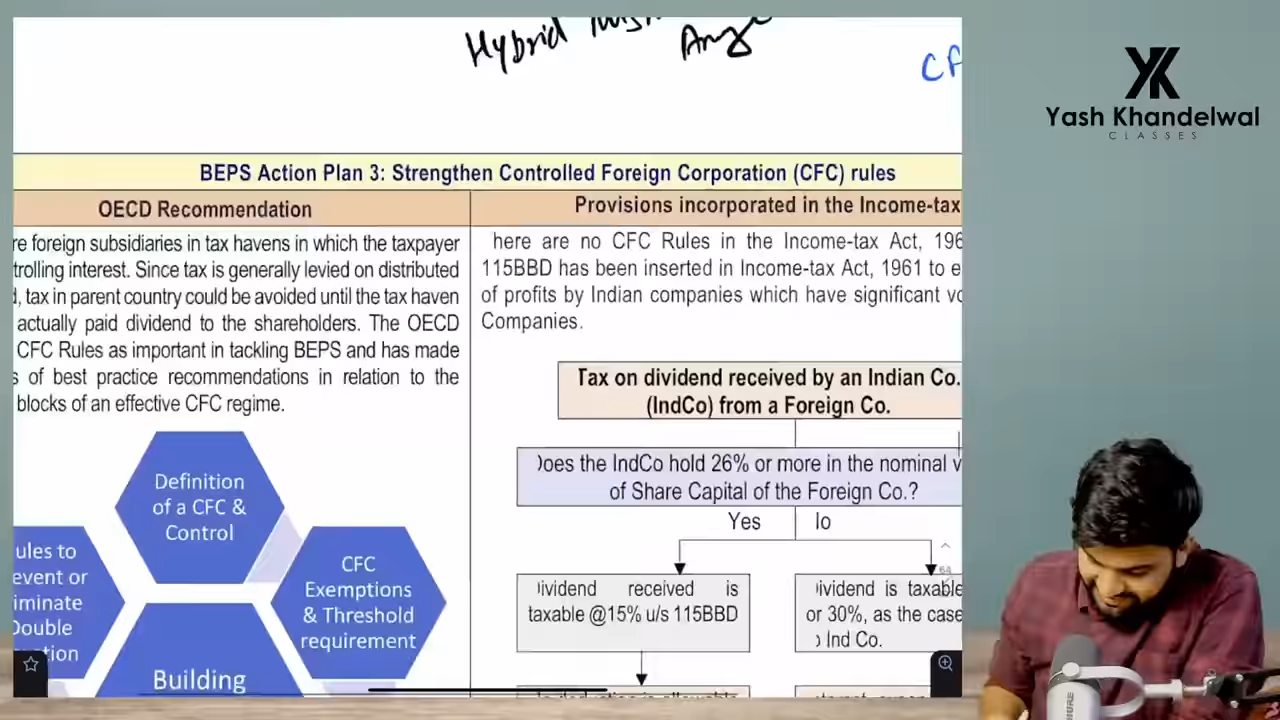 Hybrid
Yash Khandelwal
CLASSES
BEPS Action Plan 3: Strengthen Controlled Foreign Corporation (CFC) rules
OECD Recommendation
Provisions incorporated in the Income-tax
re foreign subsidiaries in tax havens in which the taxpayer
trolling interest. Since tax is generally levied on distributed
, tax in parent country could be avoided until the tax haven
actually paid dividend to the shareholders. The OECD
CFC Rules as important in tackling BEPS and has made
s of best practice recommendations in relation to the
blocks of an effective CFC regime.
Definition
of a CFC &
Control
CFC
Exemptions
& Threshold
requirement
ules to
event or
iminate
Double
tion
Building
here are no CFC Rules in the Income-tax Act, 196
115BBD has been inserted in Income-tax Act, 1961 to e
of profits by Indian companies which have significant vo
Companies.
Tax on dividend received by an Indian Co.
(IndCo) from a Foreign Co.
Does the IndCo hold 26% or more in the nominal v
of Share Capital of the Foreign Co.?
Yes
lo
ividend received is
taxable @15% u/s 115BBD
ividend is taxable
or 30%, as the case
Ind Co.
64